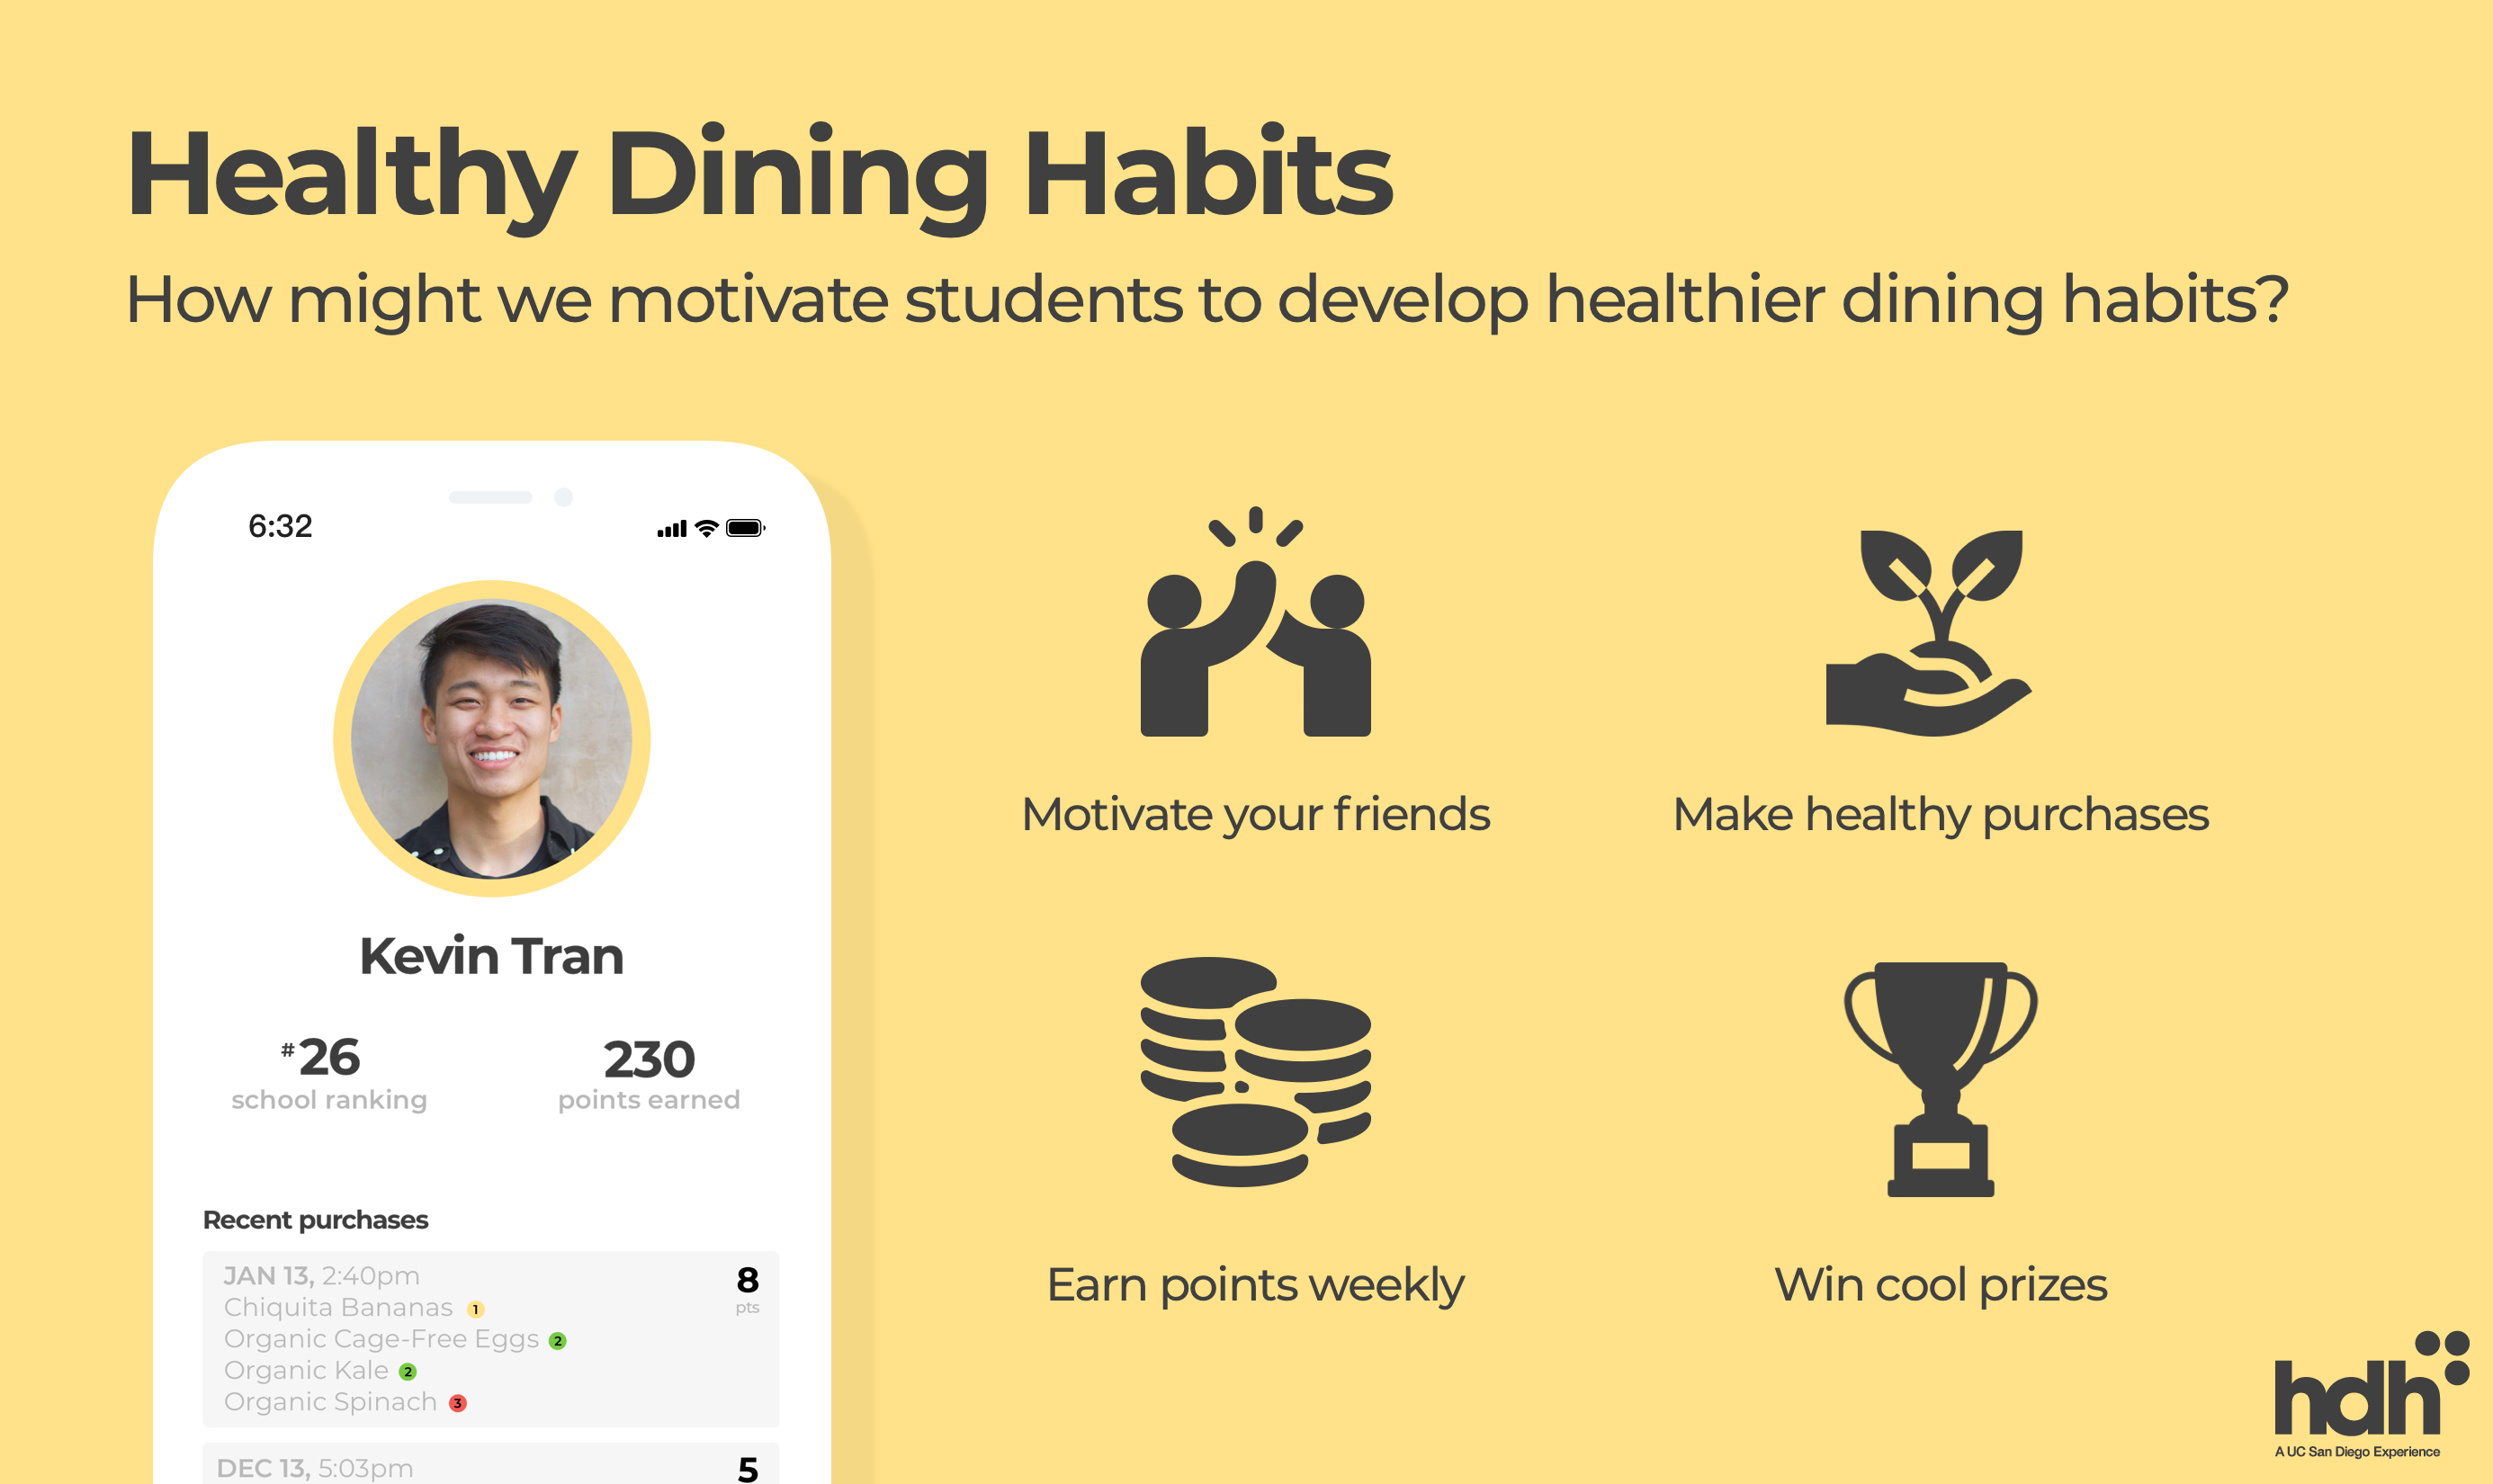 Healthy Dining Habits
How might we motivate students to develop healthier dining habits?
6:32
Kevin Tran
#26
school ranking
230
points earned
Recent purchases
JAN 13, 2:40pm
8
pts
Chiquita Bananas 1
Organic Cage-Free Eggs 2
Organic Kale 2
Organic Spinach 3
DEC 13, 5:03pm
5
Motivate your friends
Make healthy purchases
Earn points weekly
Win cool prizes
hdh
A UC San Diego Experience